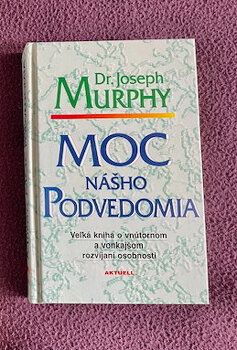 Dr. Joseph
MURPHY
MOC
NÁŠHO
PODVEDOMIA
Veľká kniha o vnútornom
a vonkajšom
rozvíjaní osobnosti
AKTUELL